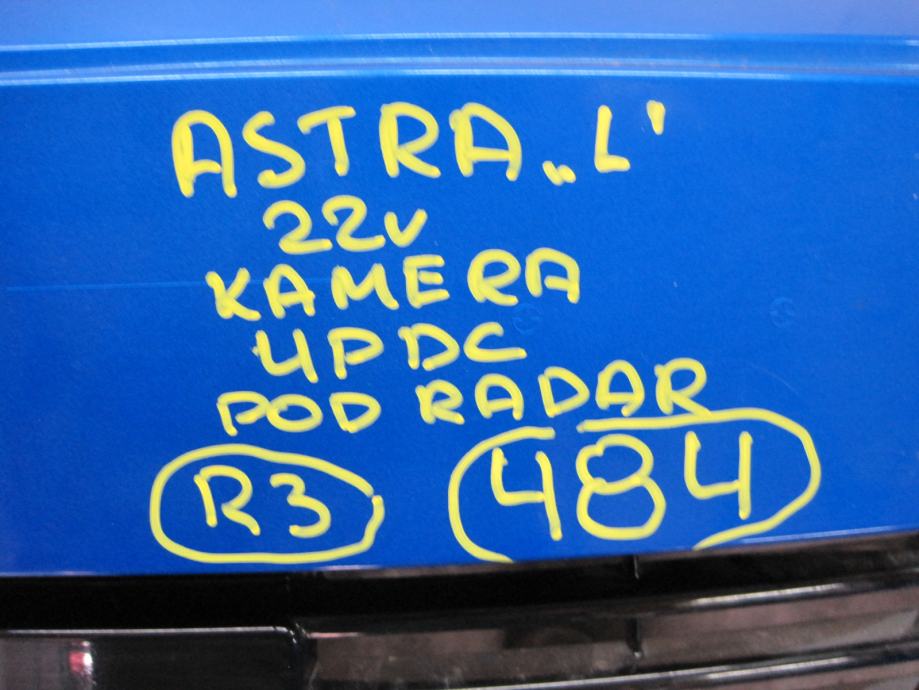 ASTRA „L'
22v
KAMERA
4PDC
POD RADAR
R3 484